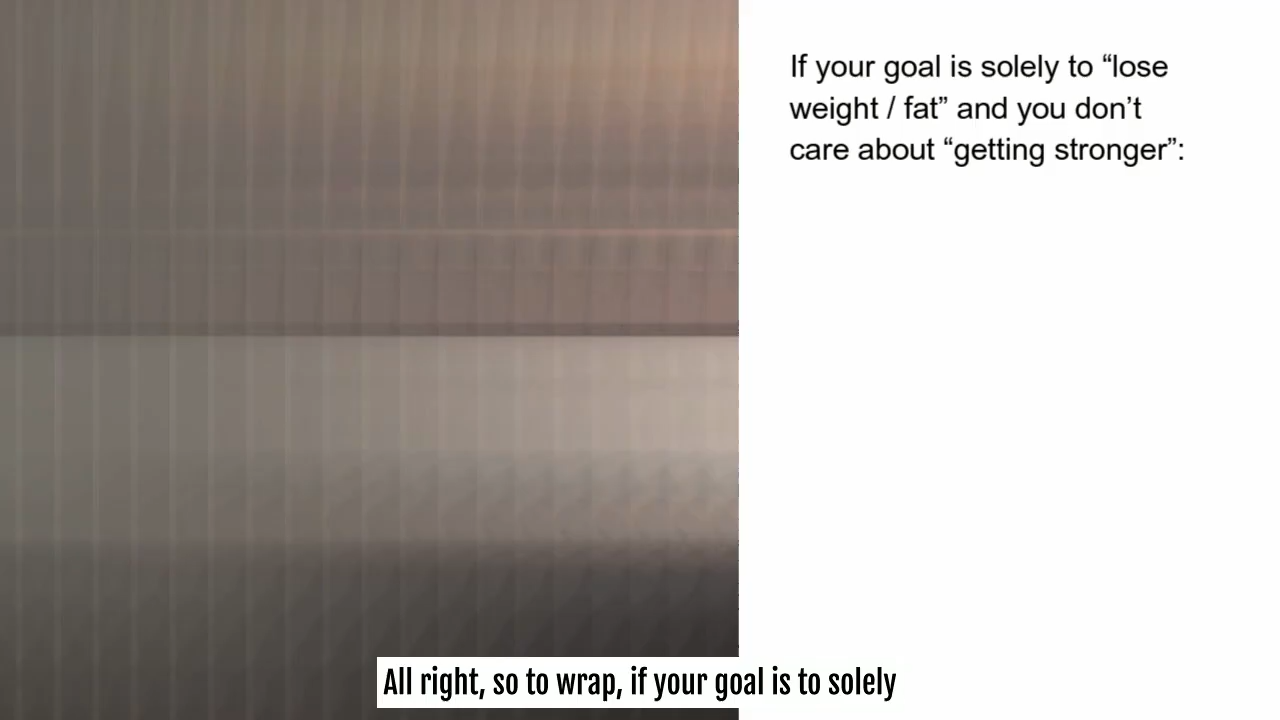 If your goal is solely to “lose
weight / fat” and you don’t
care about “getting stronger”:
All right, so to wrap, if your goal is to solely